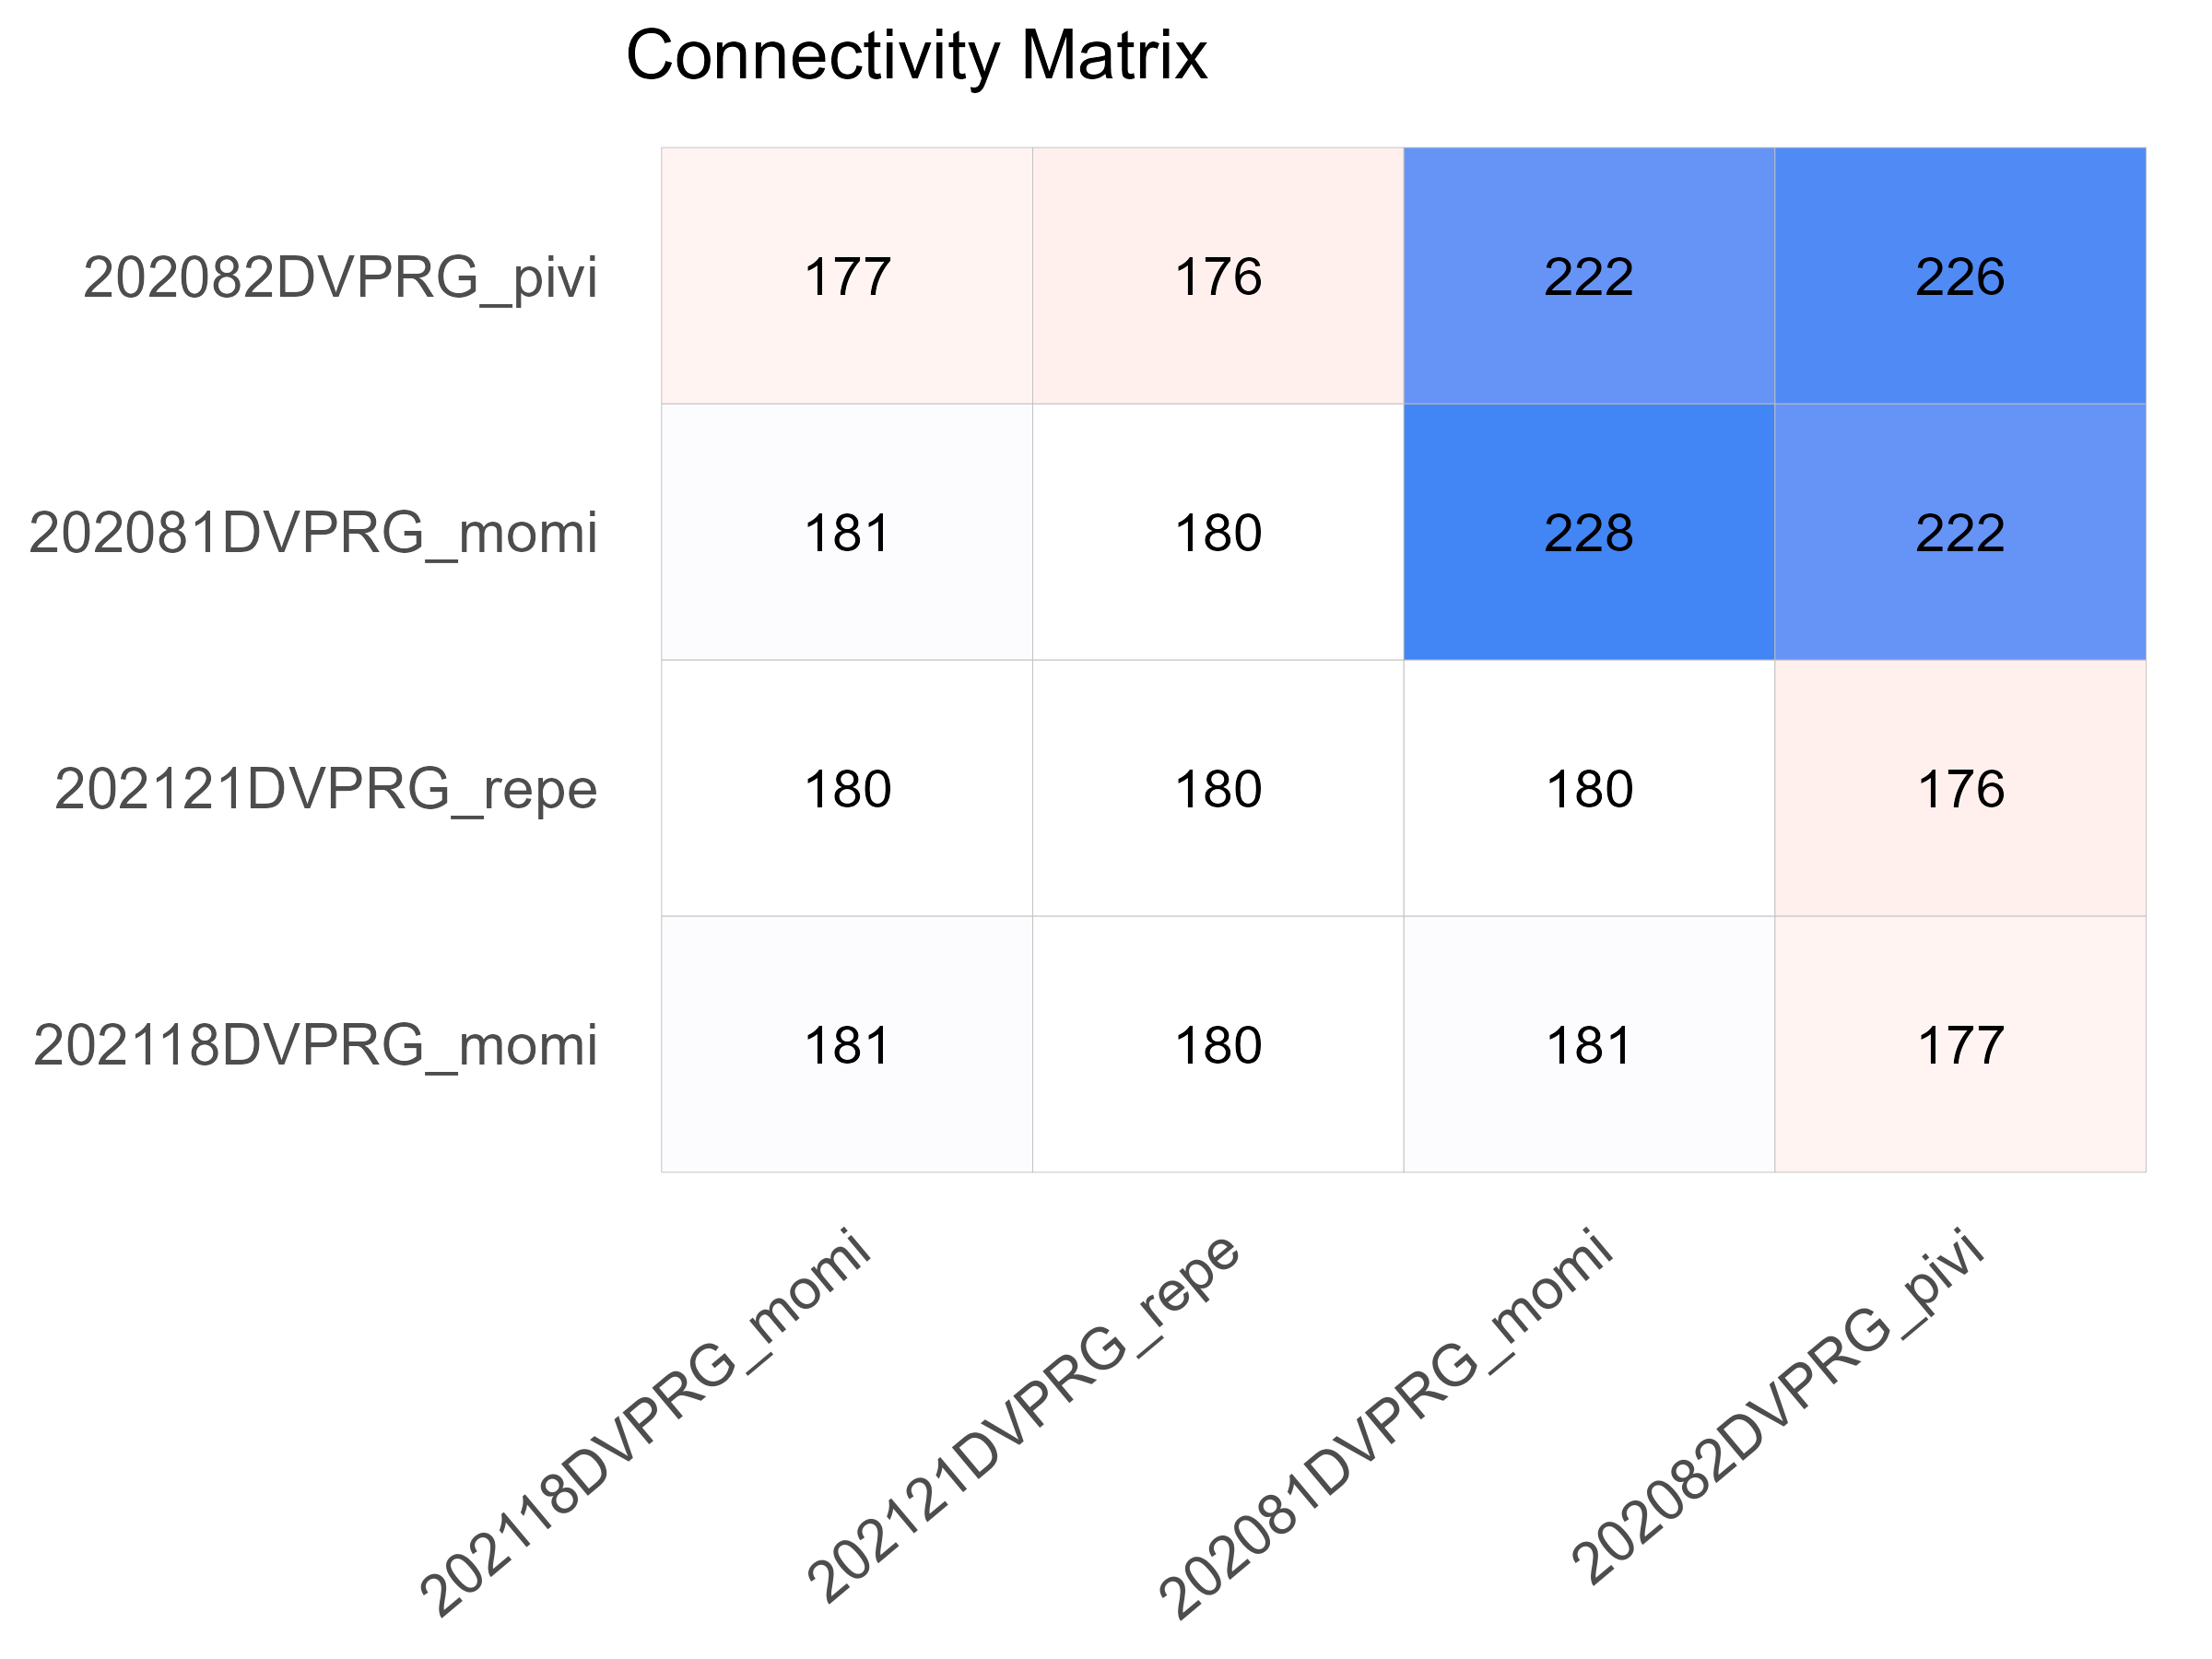 Connectivity Matrix
202082DVPRG_pivi 177 176 222 226
202081DVPRG_momi 181 180 228 222
202121DVPRG_repe 180 180 180 176
202118DVPRG_momi 181 180 181 177
202118DVPRG_momi 202121DVPRG_repe 202081DVPRG_momi 202082DVPRG_pivi